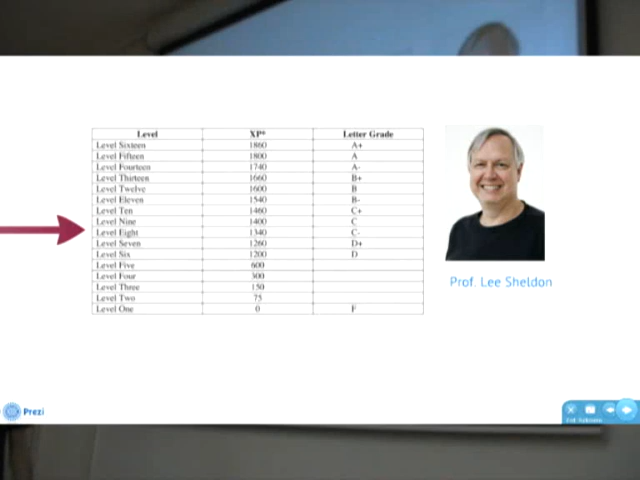 Level XP* Letter Grade
Level Sixteen 1860 A+
Level Fifteen 1800 A
Level Fourteen 1740 A-
Level Thirteen 1660 B+
Level Twelve 1600 B
Level Eleven 1540 B-
Level Ten 1460 C+
Level Nine 1400 C
Level Eight 1340 C-
Level Seven 1260 D+
Level Six 1200 D
Level Five 600
Level Four 300
Level Three 150
Level Two 75
Level One 0 F
Prof. Lee Sheldon
Prezi